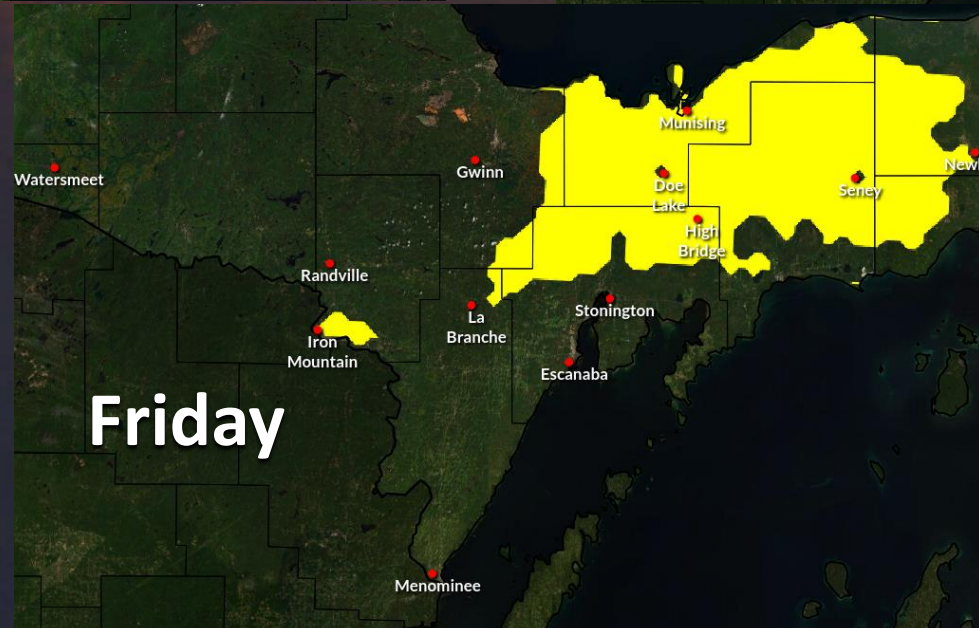 Munising
Gwinn
New
Watersmeet
Doe
Lake
Seney
High
Bridge
Randville
La
Branche
Stonington
Iron
Mountain
Escanaba
Friday
Menominee